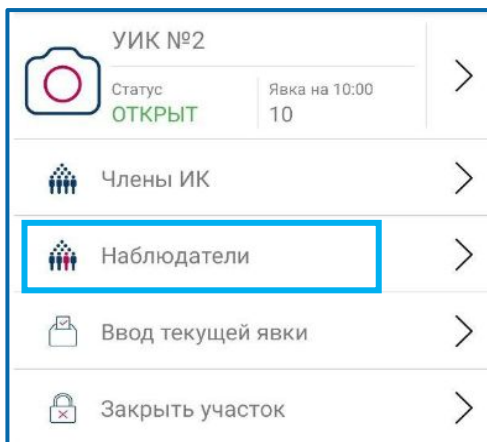 УИК №2
Статус
ОТКРЫТ
Явка на 10:00
10
Члены ИК
Наблюдатели
Ввод текущей явки
Закрыть участок